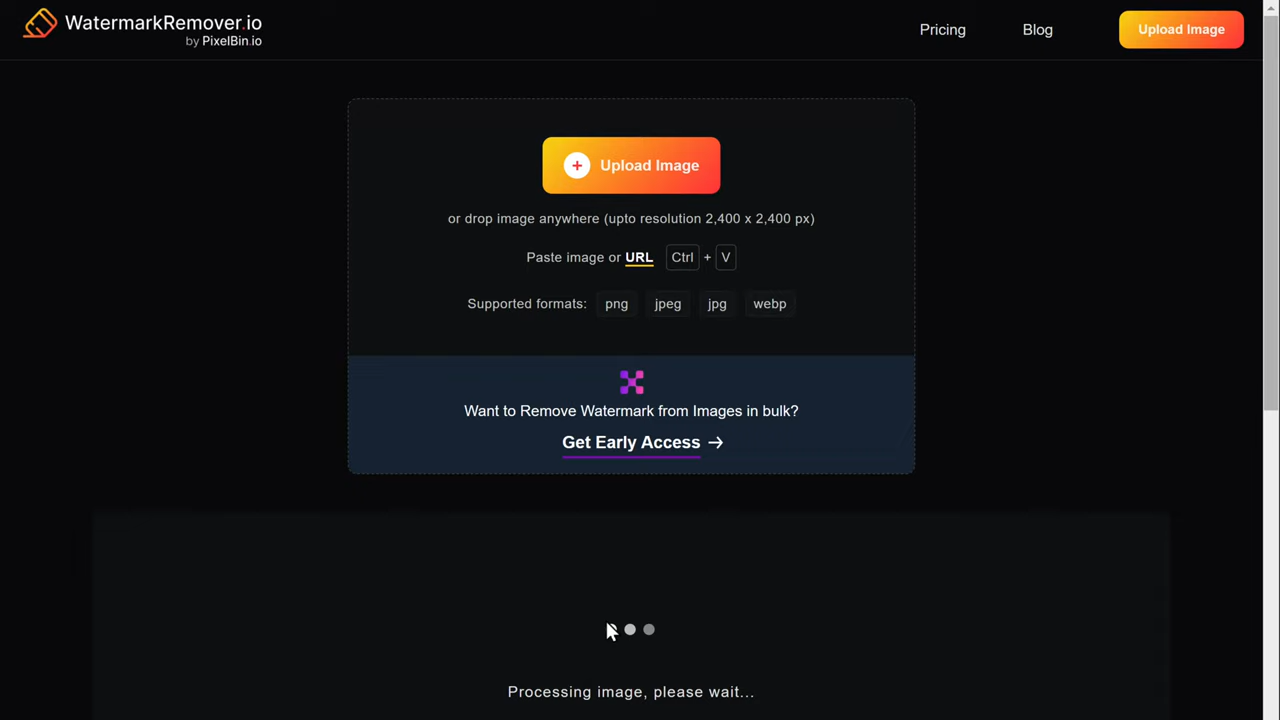 WatermarkRemover.io
by PixelBin.io
Pricing
Blog
Upload Image
+ Upload Image
or drop image anywhere (upto resolution 2,400 x 2,400 px)
Paste image or URL Ctrl + V
Supported formats: png jpeg jpg webp
Want to Remove Watermark from Images in bulk?
Get Early Access →
Processing image, please wait...